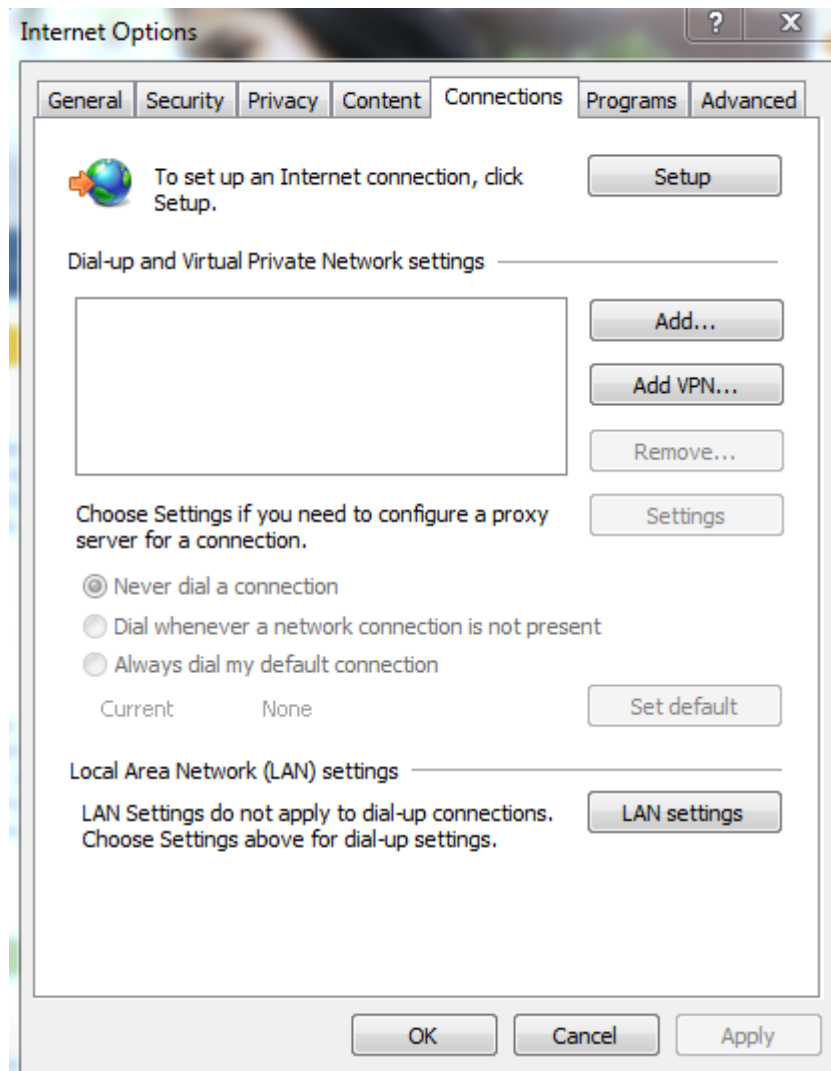 Internet Options
?
X
General Security Privacy Content Connections Programs Advanced
To set up an Internet connection, click
Setup.
Setup
Dial-up and Virtual Private Network settings
Add...
Add VPN...
Remove...
Choose Settings if you need to configure a proxy
server for a connection.
Settings
Never dial a connection
Dial whenever a network connection is not present
Always dial my default connection
Current None
Set default
Local Area Network (LAN) settings
LAN Settings do not apply to dial-up connections.
Choose Settings above for dial-up settings.
LAN settings
OK Cancel Apply